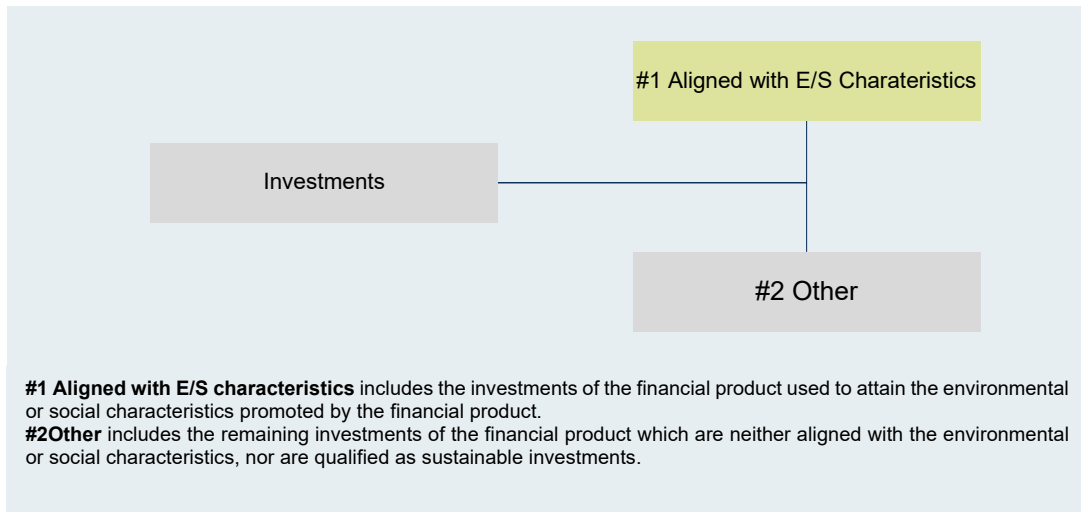 #1 Aligned with E/S Charateristics
Investments
#2 Other
#1 Aligned with E/S characteristics includes the investments of the financial product used to attain the environmental
or social characteristics promoted by the financial product.
#2Other includes the remaining investments of the financial product which are neither aligned with the environmental
or social characteristics, nor are qualified as sustainable investments.